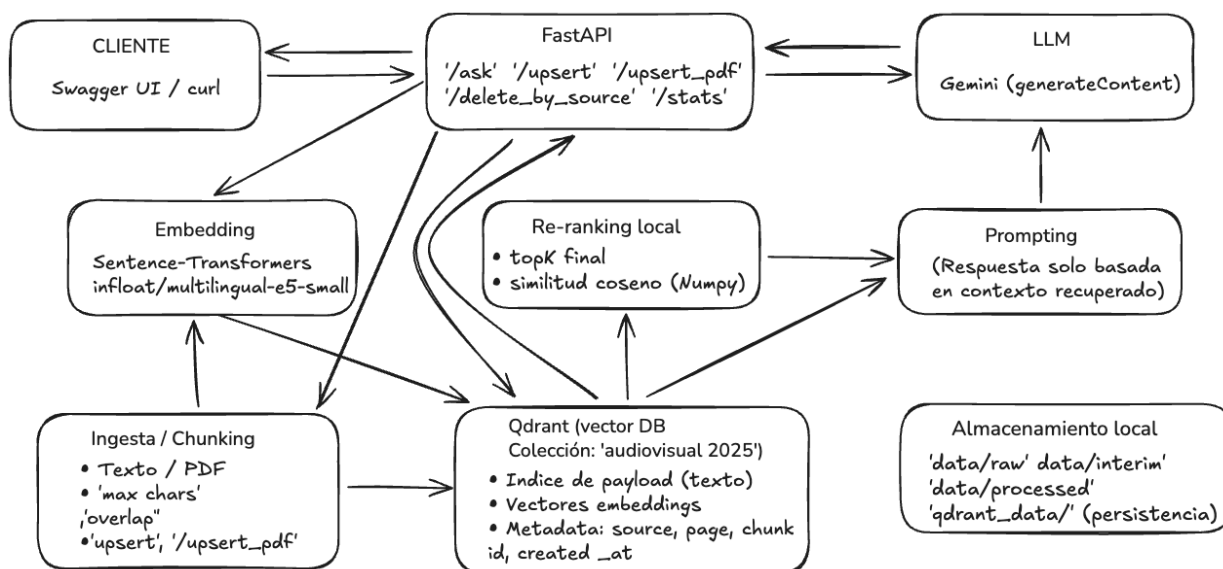 CLIENTE
Swagger UI / curl
FastAPI
'/ask' '/upsert' '/upsert_pdf'
'/delete_by_source' '/stats'
LLM
Gemini (generateContent)
Embedding
Sentence-Transformers
infloat/multilingual-e5-small
Re-ranking local
• topK final
• similitud coseno (Numpy)
Prompting
(Respuesta solo basada
en contexto recuperado)
Ingesta / Chunking
• Texto / PDF
• 'max chars'
,'overlap"
•'upsert', '/upsert_pdf'
Qdrant (vector DB
Colección: 'audiovisual 2025')
• Indice de payload (texto)
• Vectores embeddings
• Metadata: source, page, chunk
id, created _at
Almacenamiento local
'data/raw' data/interim'
'data/processed'
'qdrant_data/' (persistencia)